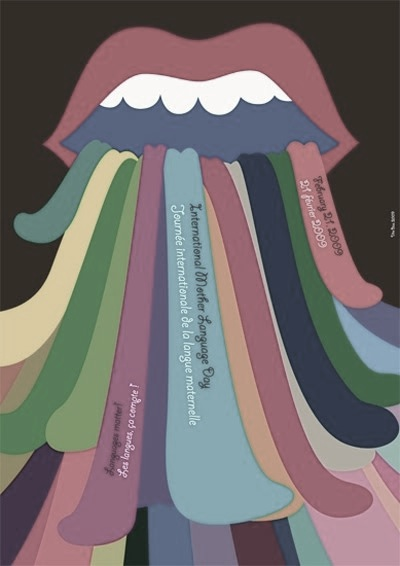 International Mother Language Day
Journée internationale de la langue maternelle
February 21, 2009
21 février 2009
Languages matter!
Les langues, ça compte !